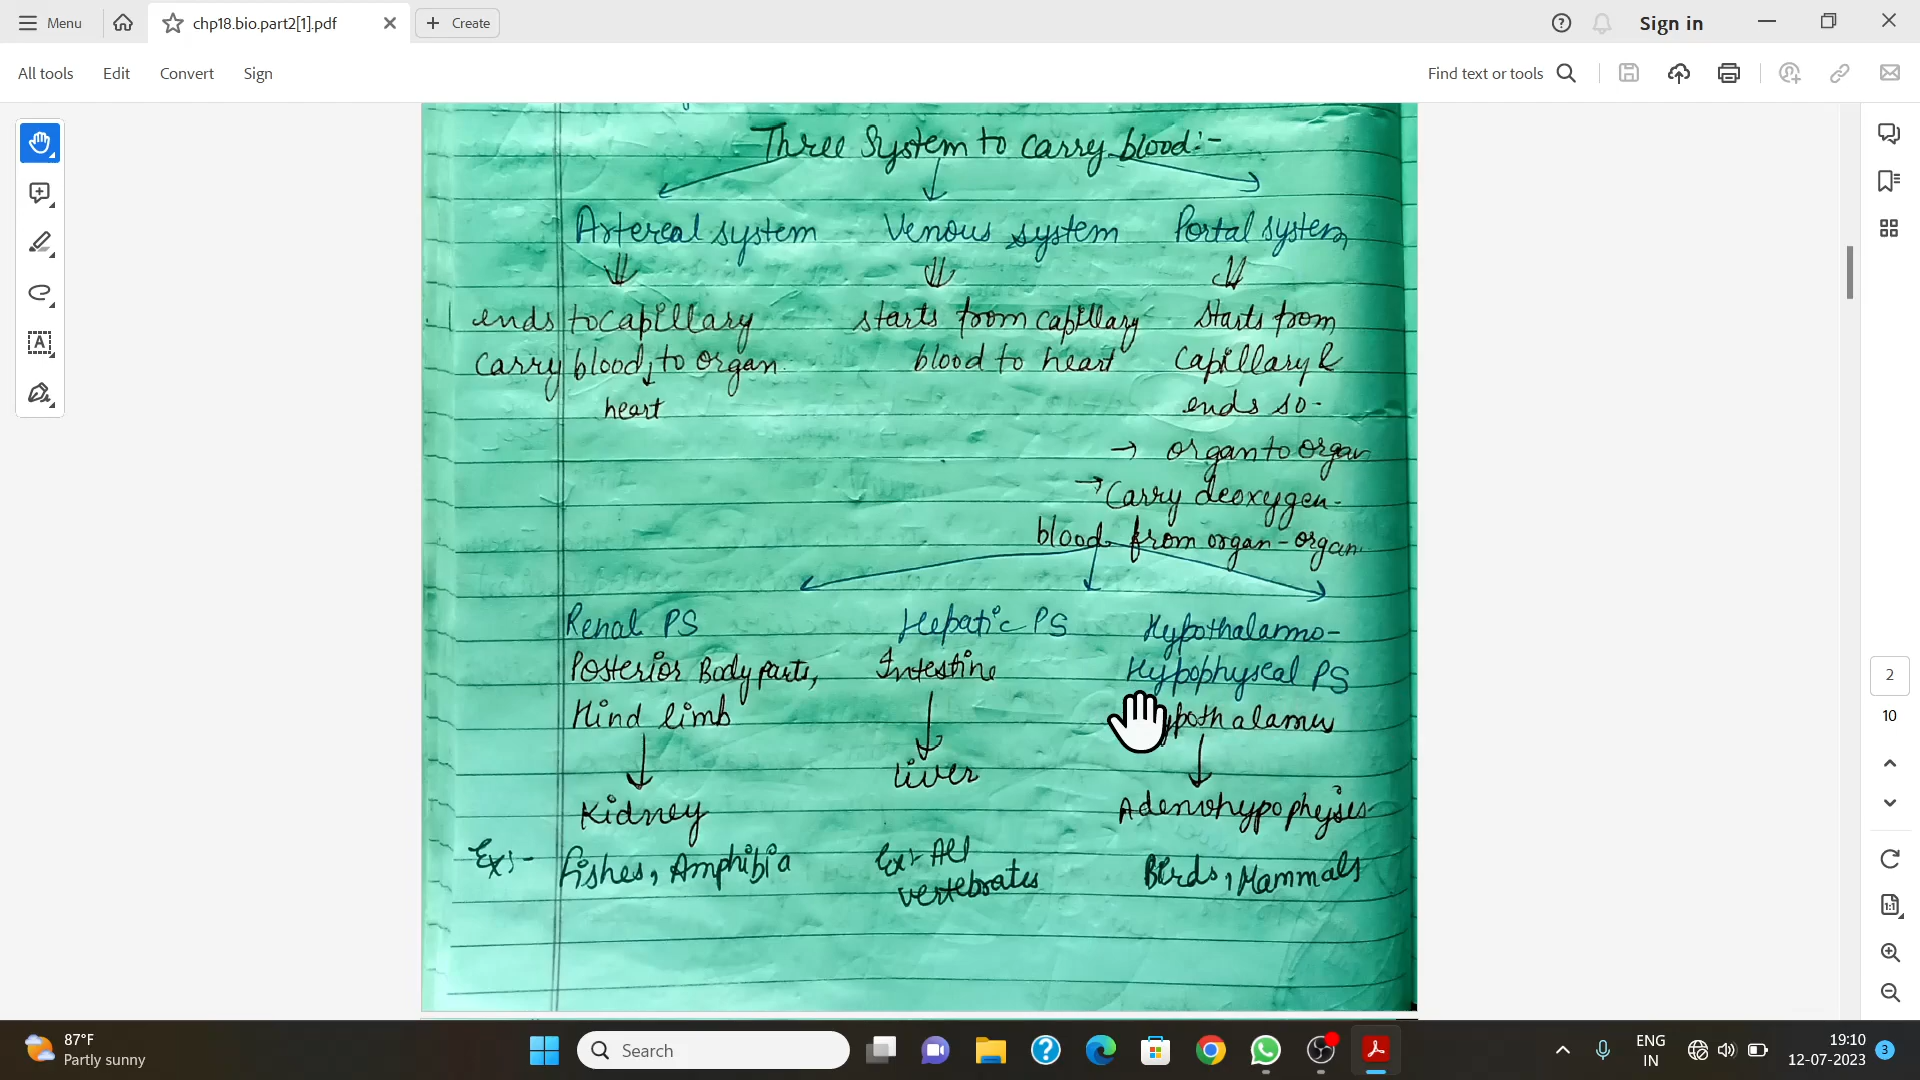 Menu
chp18.bio.part2[1].pdf
Create
Sign in
All tools Edit Convert Sign
Find text or tools
Three System to carry blood:-
Artereal system Venous system Portal system
ends to capillary starts from capillary Starts from
carry blood to organ. blood to heart Capillary &
heart ends so-
→ organ to organ
→ Carry deoxygen-
blood from organ-organ
Renal PS Hepatic PS Hypothalamo-
Posterior Body parts, Intestine Hypophyseal PS
Hind limb pothalamus
Kidney Liver Adenohypophysis
Ex:- Fishes, Amphibia Ex:- All Birds, Mammals
vertebrates
2
10
87°F
Partly sunny
Search
ENG
IN
19:10
12-07-2023
3